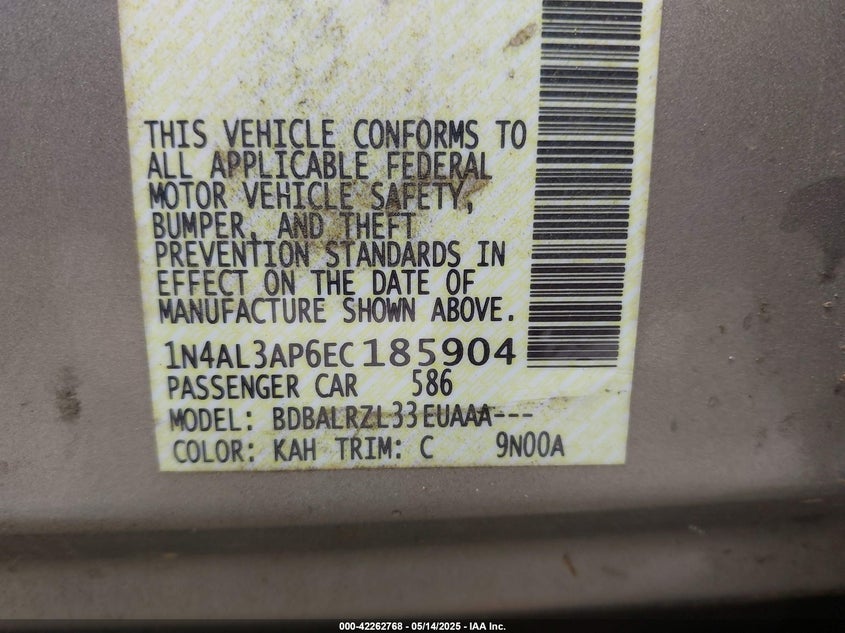 THIS VEHICLE CONFORMS TO
ALL APPLICABLE FEDERAL
MOTOR VEHICLE SAFETY,
BUMPER, AND THEFT
PREVENTION STANDARDS IN
EFFECT ON THE DATE OF
MANUFACTURE SHOWN ABOVE.
1N4AL3AP6EC185904
PASSENGER CAR 586
MODEL: BDBALRZL33EUAAA---
COLOR: KAH TRIM: C 9N00A
000-42262768 - 05/14/2025 - IAA Inc.